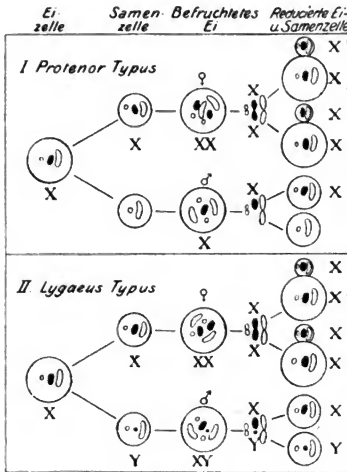 Ei-
zelle
Samen-
zelle
Befruchtetes
Ei
Reducierte Ei-
u. Samenzelle
I Protenor Typus
♀
X
X
X
XX
X
X
X
X
X
♂
X
X
X
X
II. Lygaeus Typus
♀
X
X
X
XX
X
X
X
X
X
♂
X
X
Y
XY
Y
Y